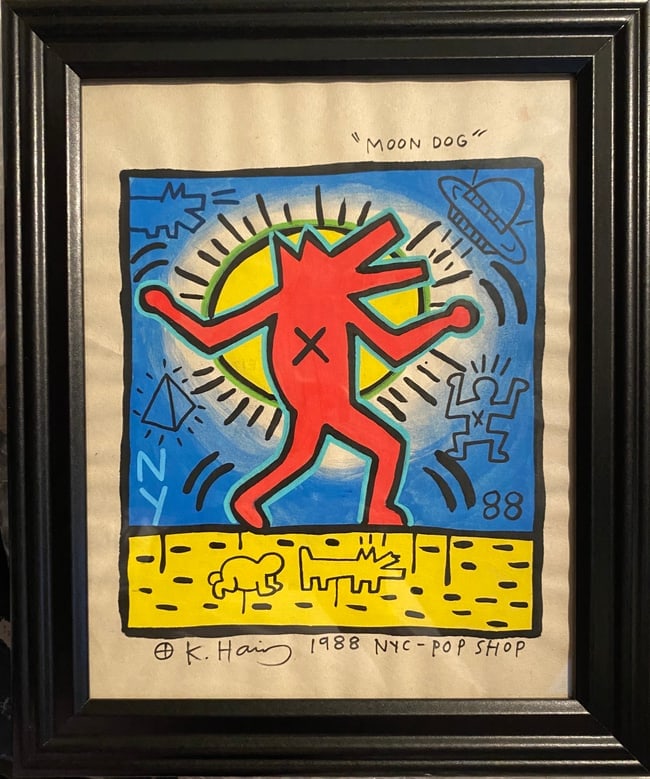 "MOON DOG"
NY
88
⊕ K. Haring 1988 NYC-POP SHOP